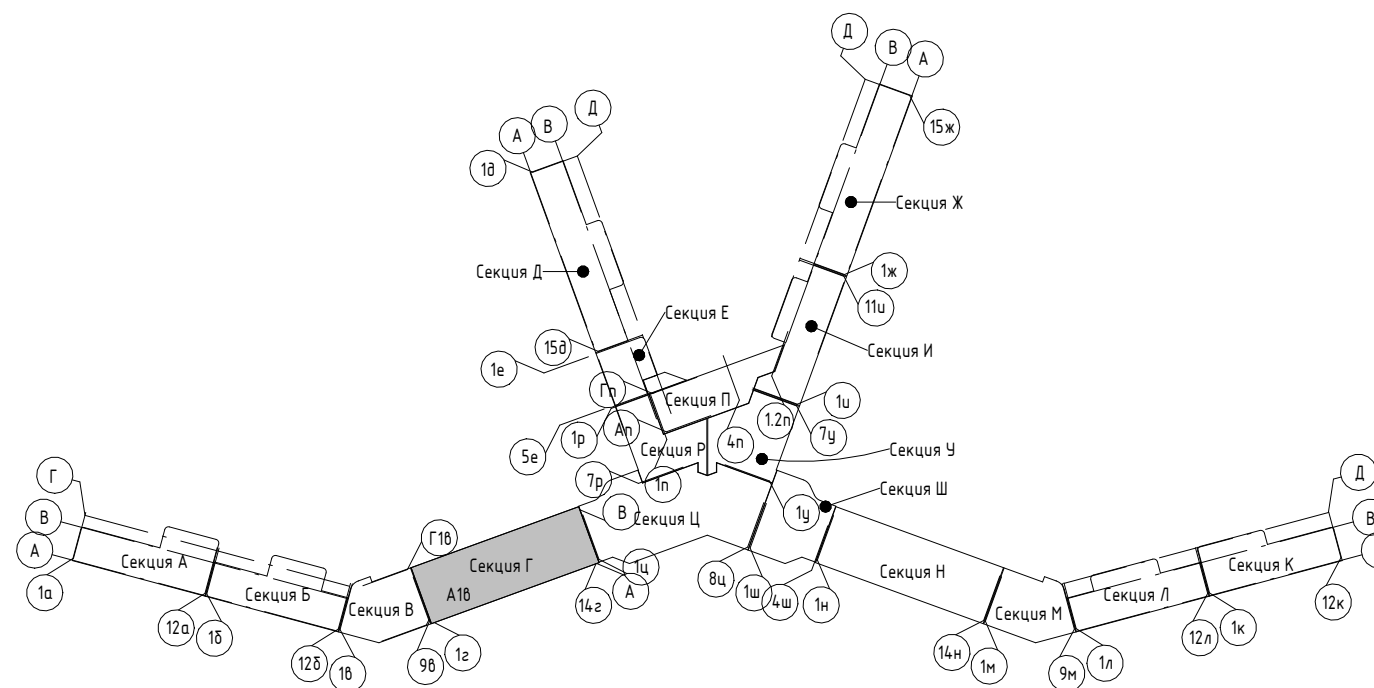 Д
В
А
15ж
Д
В
А
1д
Секция Ж
Секция Д
1ж
11и
Секция Е
Секция И
15д
1е
Гп
Секция П
1и
1.2п
7у
4п
Ап
1р
5е
Секция Р
Секция У
7р
1п
Секция Ш
1у
В
Секция Ц
Г
В
А
1а
Секция А
Секция Б
12а
1б
Г1в
Секция Г
А1в
Секция В
12б
1в
9в
1г
14г
1ц
А
8ц
1ш
4ш
1н
Секция Н
14н
1м
Секция М
9м
1л
Секция Л
Секция К
12л
1к
12к
Д
В